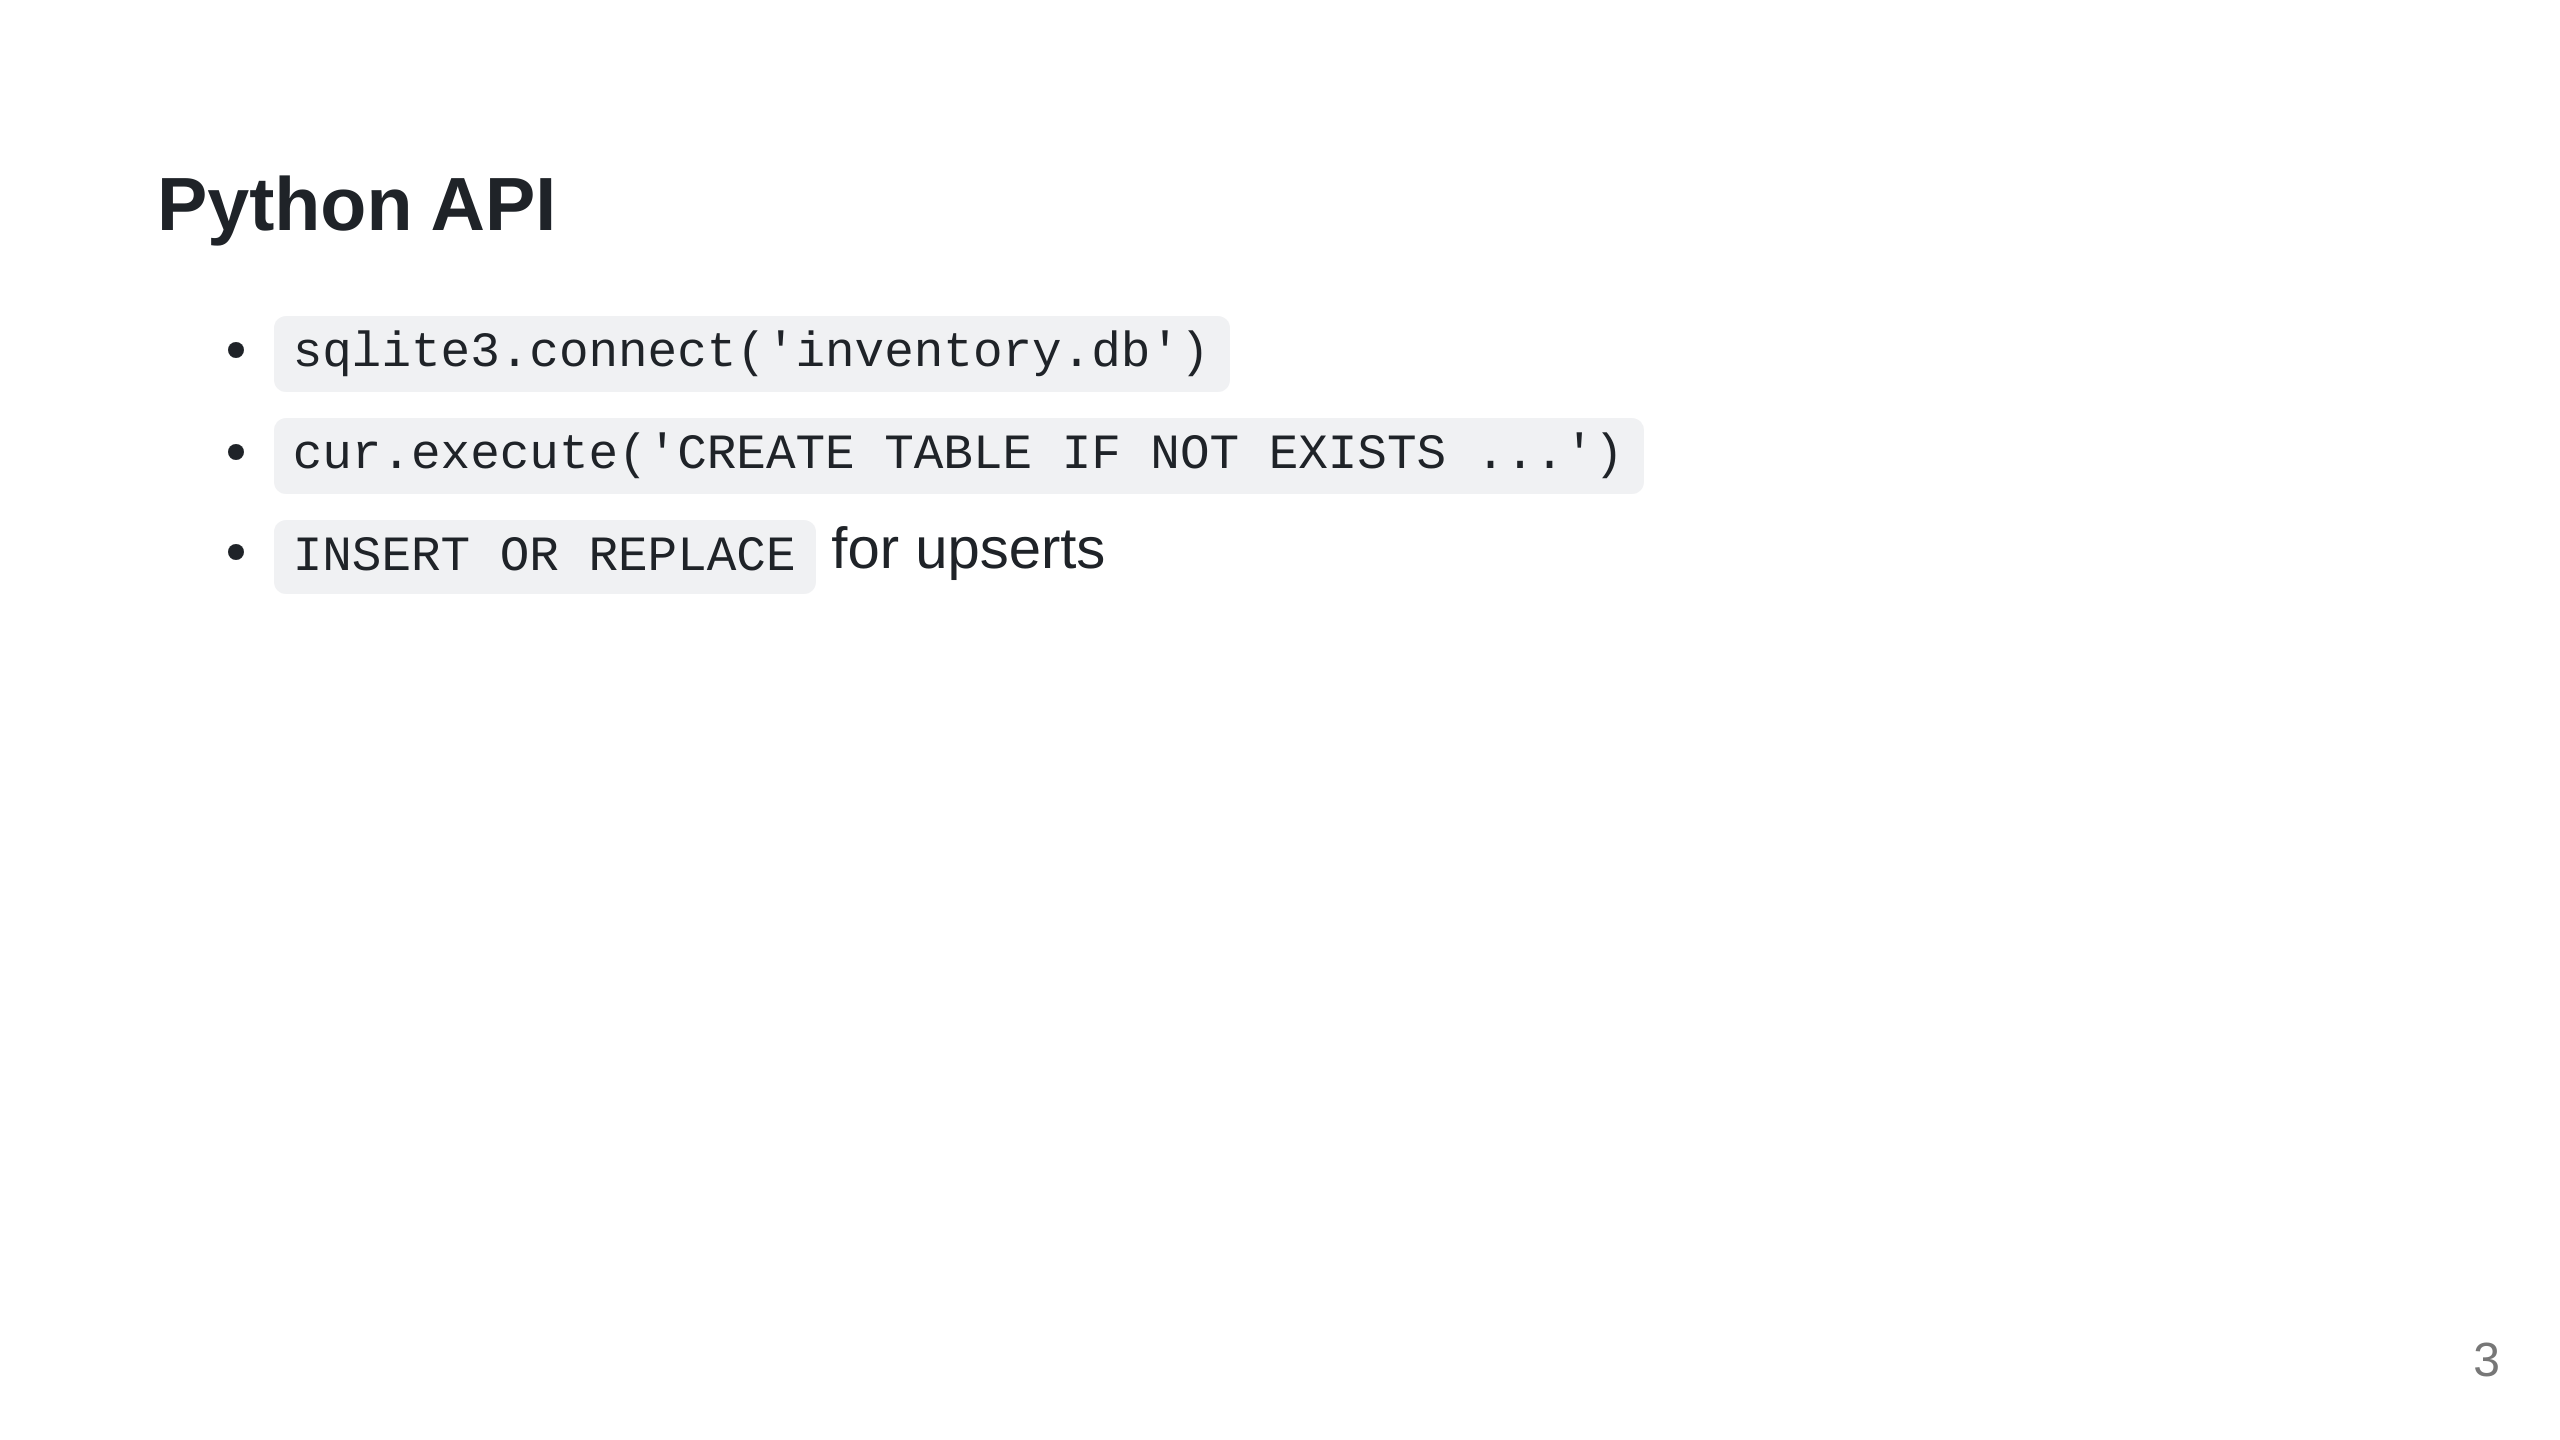 Python API
• sqlite3.connect('inventory.db')
• cur.execute('CREATE TABLE IF NOT EXISTS ...')
• INSERT OR REPLACE for upserts
3